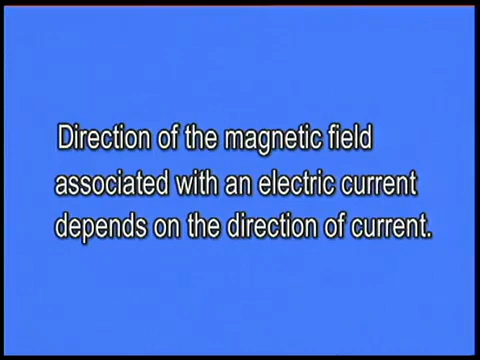 Direction of the magnetic field
associated with an electric current
depends on the direction of current.